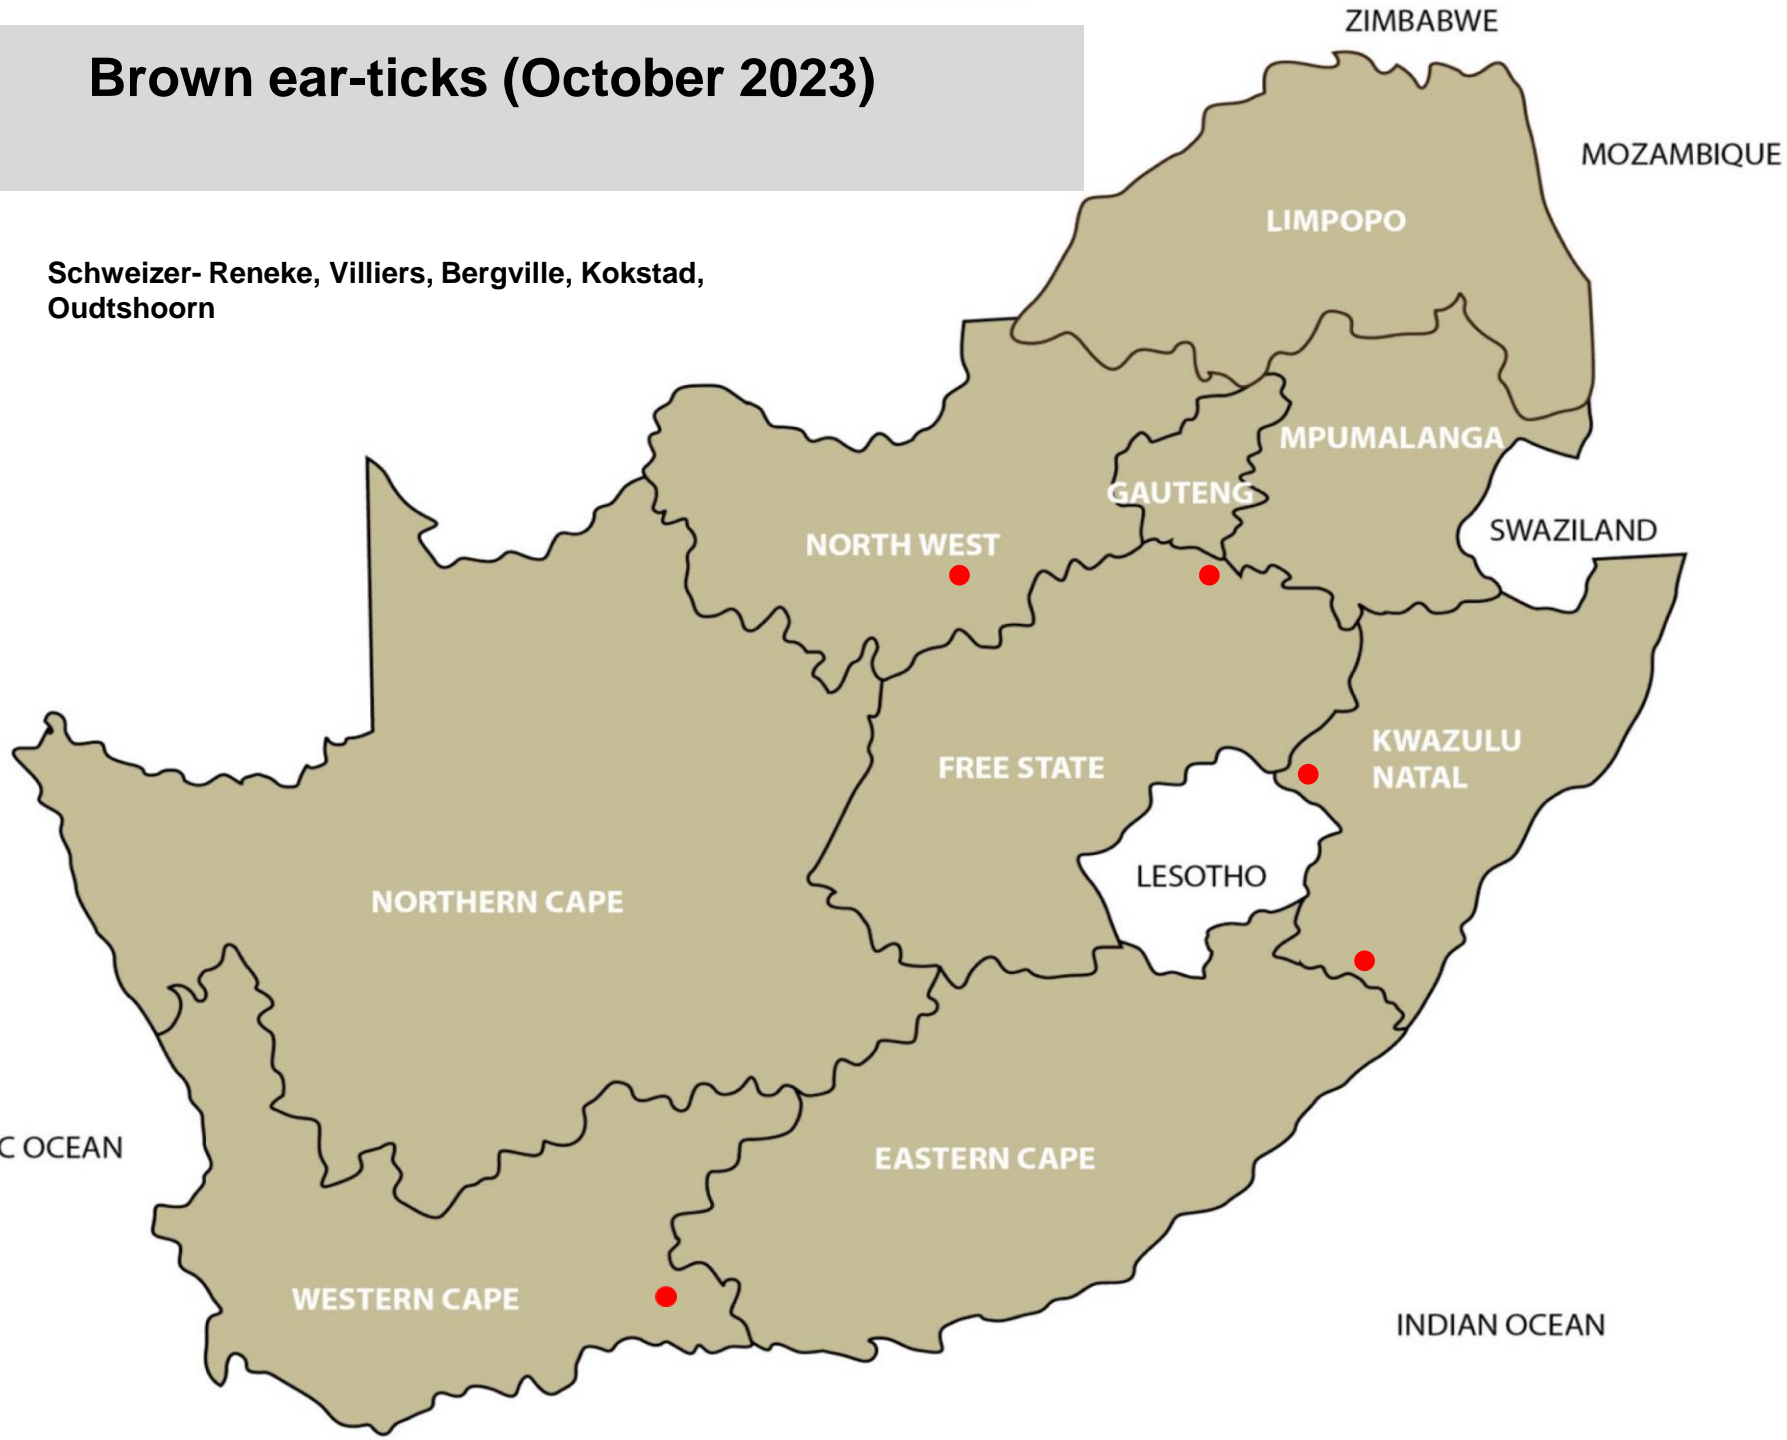 ZIMBABWE
Brown ear-ticks (October 2023)
MOZAMBIQUE
LIMPOPO
Schweizer- Reneke, Villiers, Bergville, Kokstad,
Oudtshoorn
MPUMALANGA
GAUTENG
SWAZILAND
NORTH WEST
KWAZULU
NATAL
FREE STATE
LESOTHO
NORTHERN CAPE
C OCEAN
EASTERN CAPE
WESTERN CAPE
INDIAN OCEAN